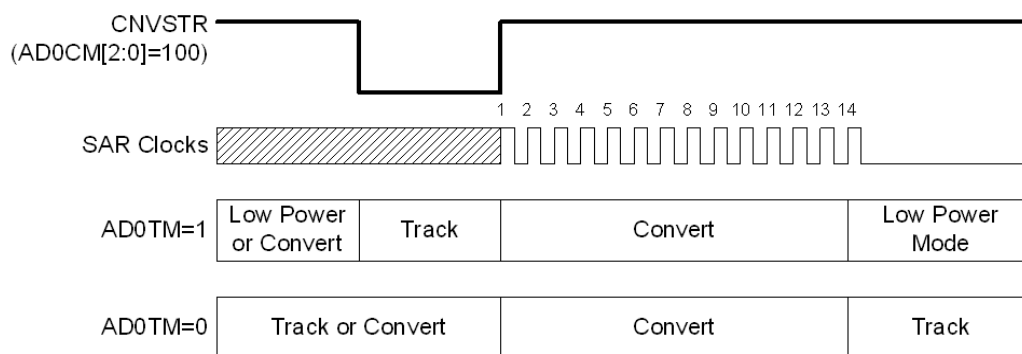 CNVSTR
(AD0CM[2:0]=100)
1 2 3 4 5 6 7 8 9 10 11 12 13 14
SAR Clocks
AD0TM=1
Low Power
or Convert
Track
Convert
Low Power
Mode
AD0TM=0
Track or Convert
Convert
Track